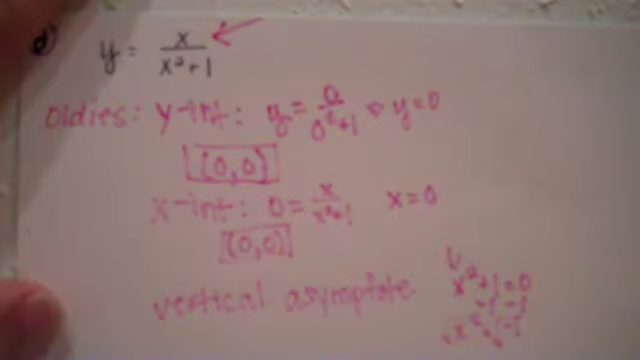 d) y = x / x²+1
Oldies: y-int: y = 0 / 0²+1 ⇒ y=0
(0,0)
x-int: 0 = x / x²+1 x=0
(0,0)
vertical asymptote x²+1=0
-1 -1
x² = -1